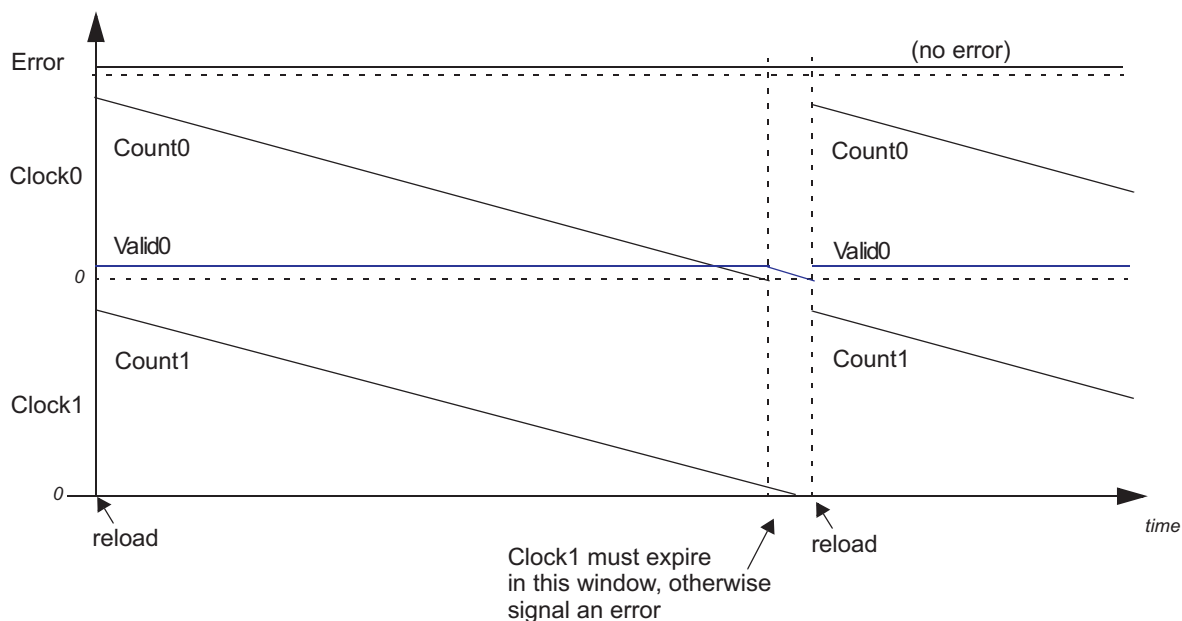 (no error)
Error
Count0
Count0
Clock0
Valid0
Valid0
0
Count1
Count1
Clock1
0
reload
reload
time
Clock1 must expire
in this window, otherwise
signal an error